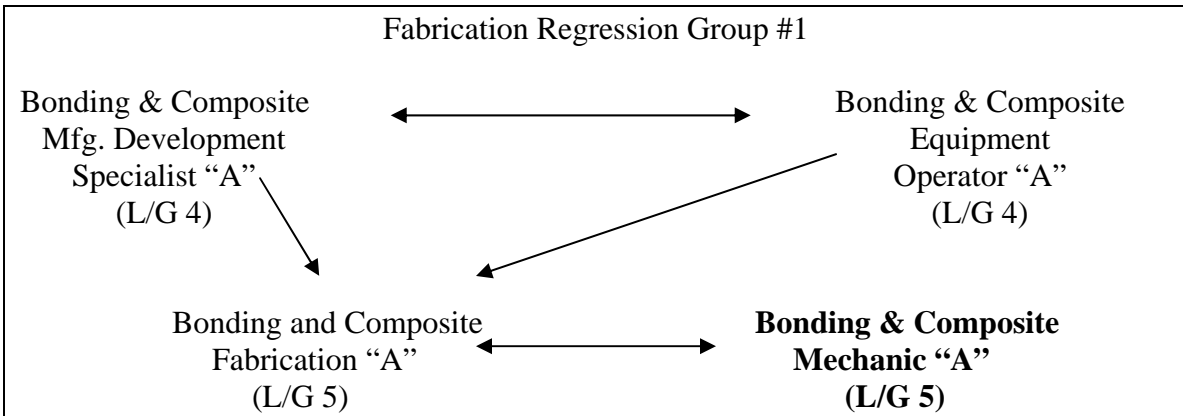 Fabrication Regression Group #1
Bonding & Composite
Mfg. Development
Specialist “A”
(L/G 4)
Bonding & Composite
Equipment
Operator “A”
(L/G 4)
Bonding and Composite
Fabrication “A”
(L/G 5)
Bonding & Composite
Mechanic “A”
(L/G 5)